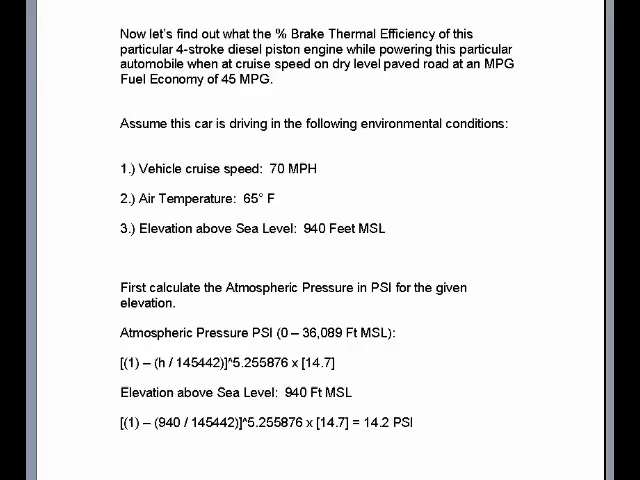 Now let's find out what the % Brake Thermal Efficiency of this
particular 4-stroke diesel piston engine while powering this particular
automobile when at cruise speed on dry level paved road at an MPG
Fuel Economy of 45 MPG.
Assume this car is driving in the following environmental conditions:
1.) Vehicle cruise speed:  70 MPH
2.) Air Temperature:  65° F
3.) Elevation above Sea Level:  940 Feet MSL
First calculate the Atmospheric Pressure in PSI for the given
elevation.
Atmospheric Pressure PSI (0 – 36,089 Ft MSL):
[(1) – (h / 145442)]^5.255876 x [14.7]
Elevation above Sea Level:  940 Ft MSL
[(1) – (940 / 145442)]^5.255876 x [14.7] = 14.2 PSI